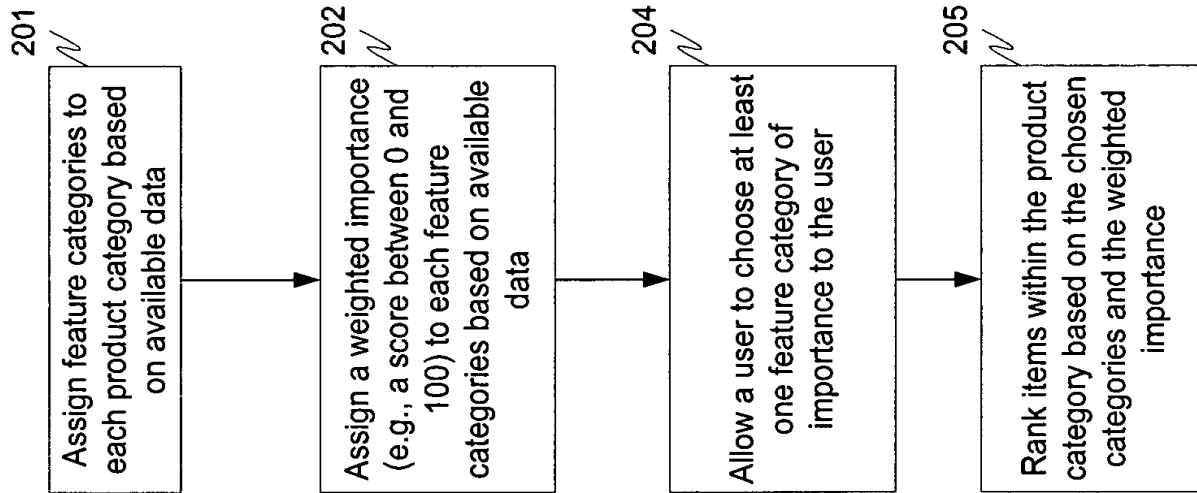 201
Assign feature categories to
each product category based
on available data
202
Assign a weighted importance
(e.g., a score between 0 and
100) to each feature
categories based on available
data
204
Allow a user to choose at least
one feature category of
importance to the user
205
Rank items within the product
category based on the chosen
categories and the weighted
importance